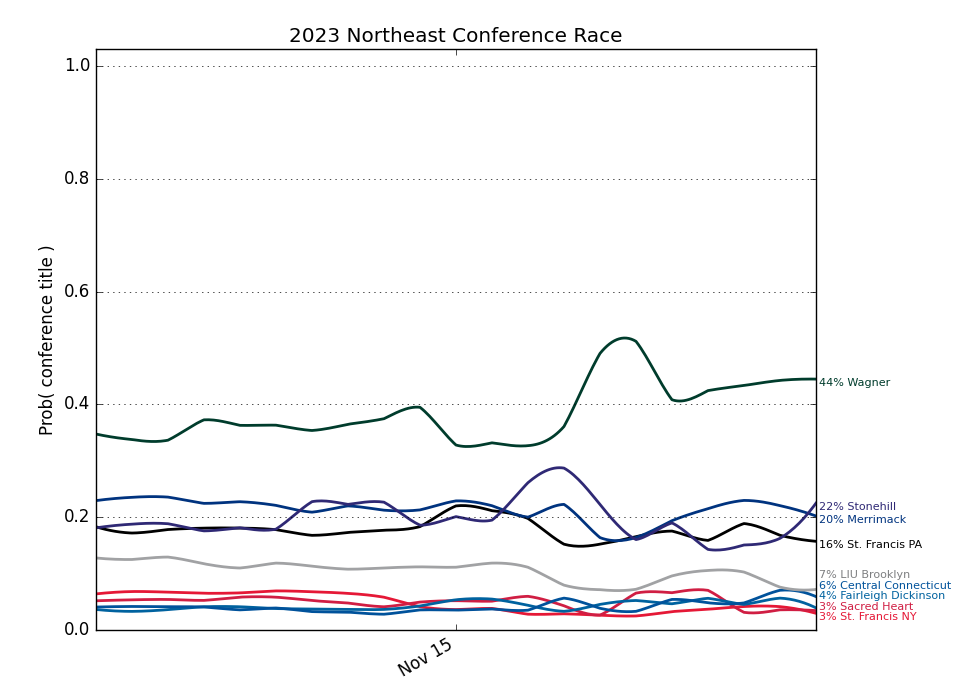 2023 Northeast Conference Race
Prob( conference title )
1.0
0.8
0.6
0.4
0.2
0.0
Nov 15
44% Wagner
22% Stonehill
20% Merrimack
16% St. Francis PA
7% LIU Brooklyn
6% Central Connecticut
4% Fairleigh Dickinson
3% Sacred Heart
3% St. Francis NY